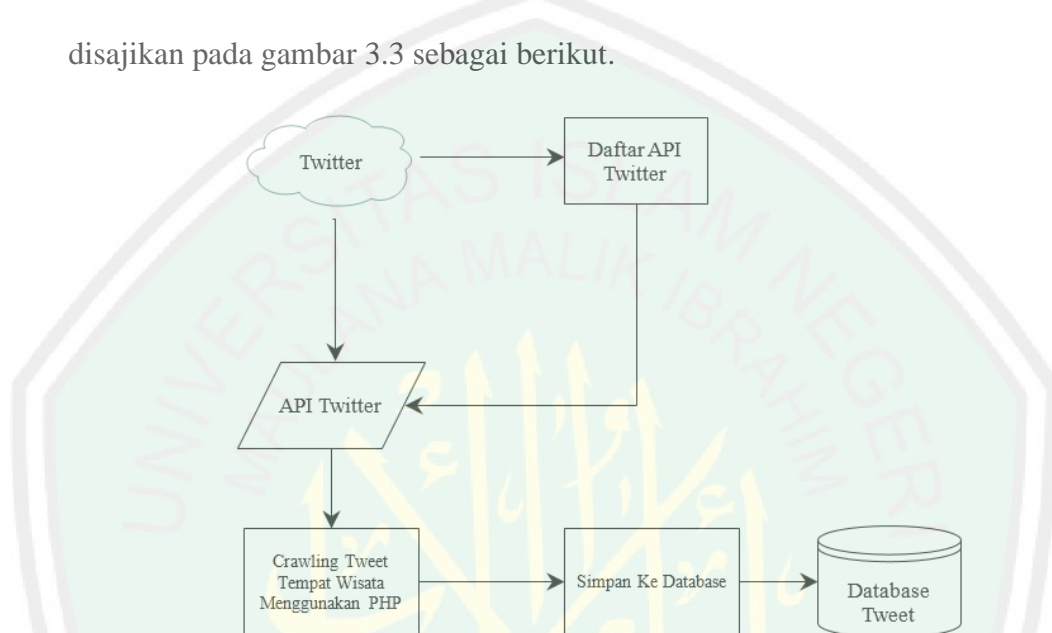 disajikan pada gambar 3.3 sebagai berikut.
Twitter
Daftar API
Twitter
API Twitter
Crawling Tweet
Tempat Wisata
Menggunakan PHP
Simpan Ke Database
Database
Tweet
UNIVERSITAS ISLAM NEGERI
MAULANA MALIK IBRAHIM